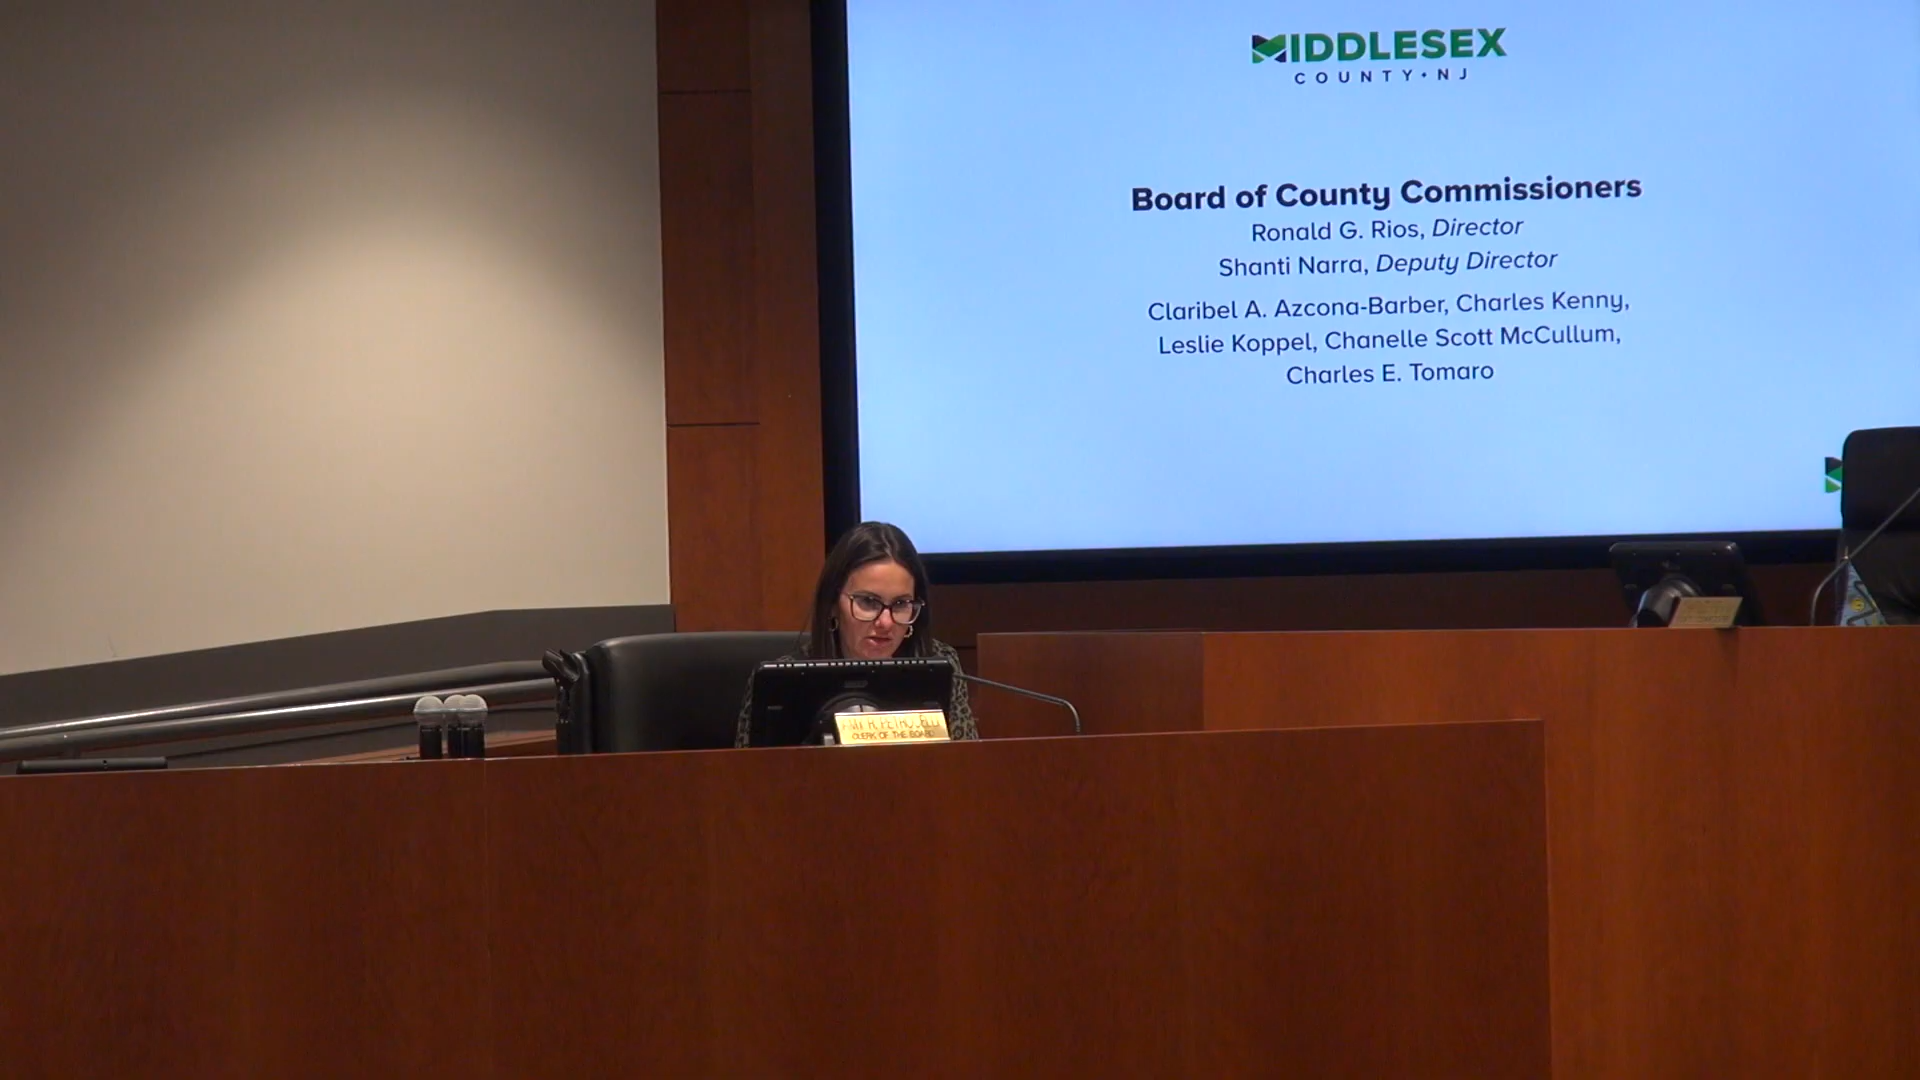 MIDDLESEX
COUNTY • NJ
Board of County Commissioners
Ronald G. Rios, Director
Shanti Narra, Deputy Director
Claribel A. Azcona-Barber, Charles Kenny,
Leslie Koppel, Chanelle Scott McCullum,
Charles E. Tomaro
CLERK OF THE BOARD